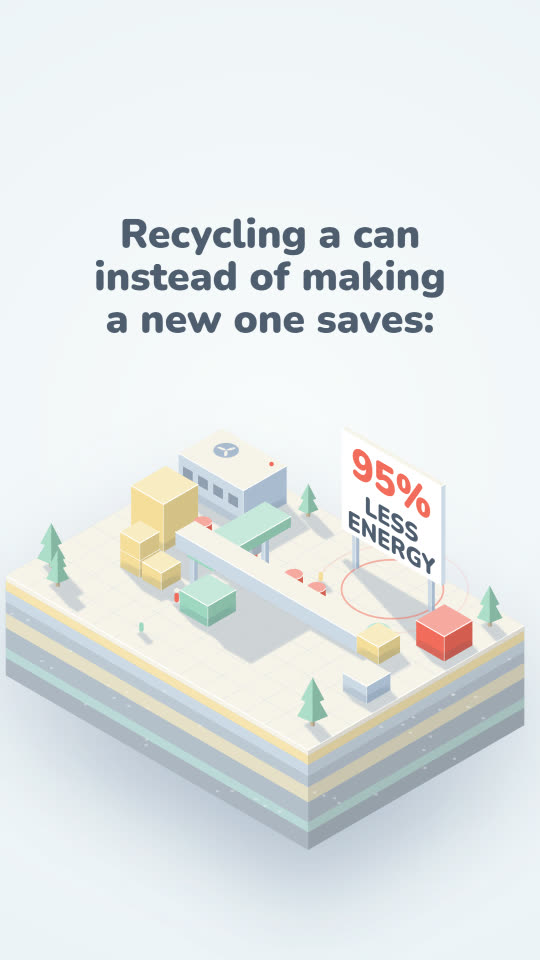 Recycling a can
instead of making
a new one saves:
95%
LESS
ENERGY